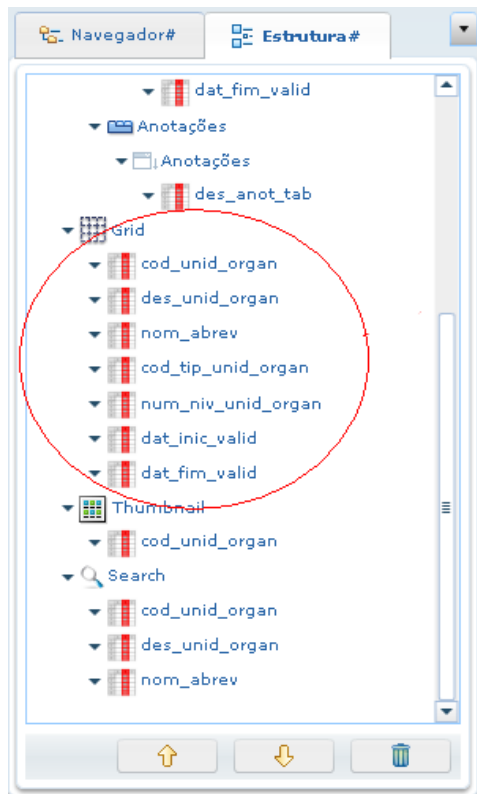 Navegador# Estrutura#
dat_fim_valid
Anotações
Anotações
des_anot_tab
Grid
cod_unid_organ
des_unid_organ
nom_abrev
cod_tip_unid_organ
num_niv_unid_organ
dat_inic_valid
dat_fim_valid
Thumbnail
cod_unid_organ
Search
cod_unid_organ
des_unid_organ
nom_abrev